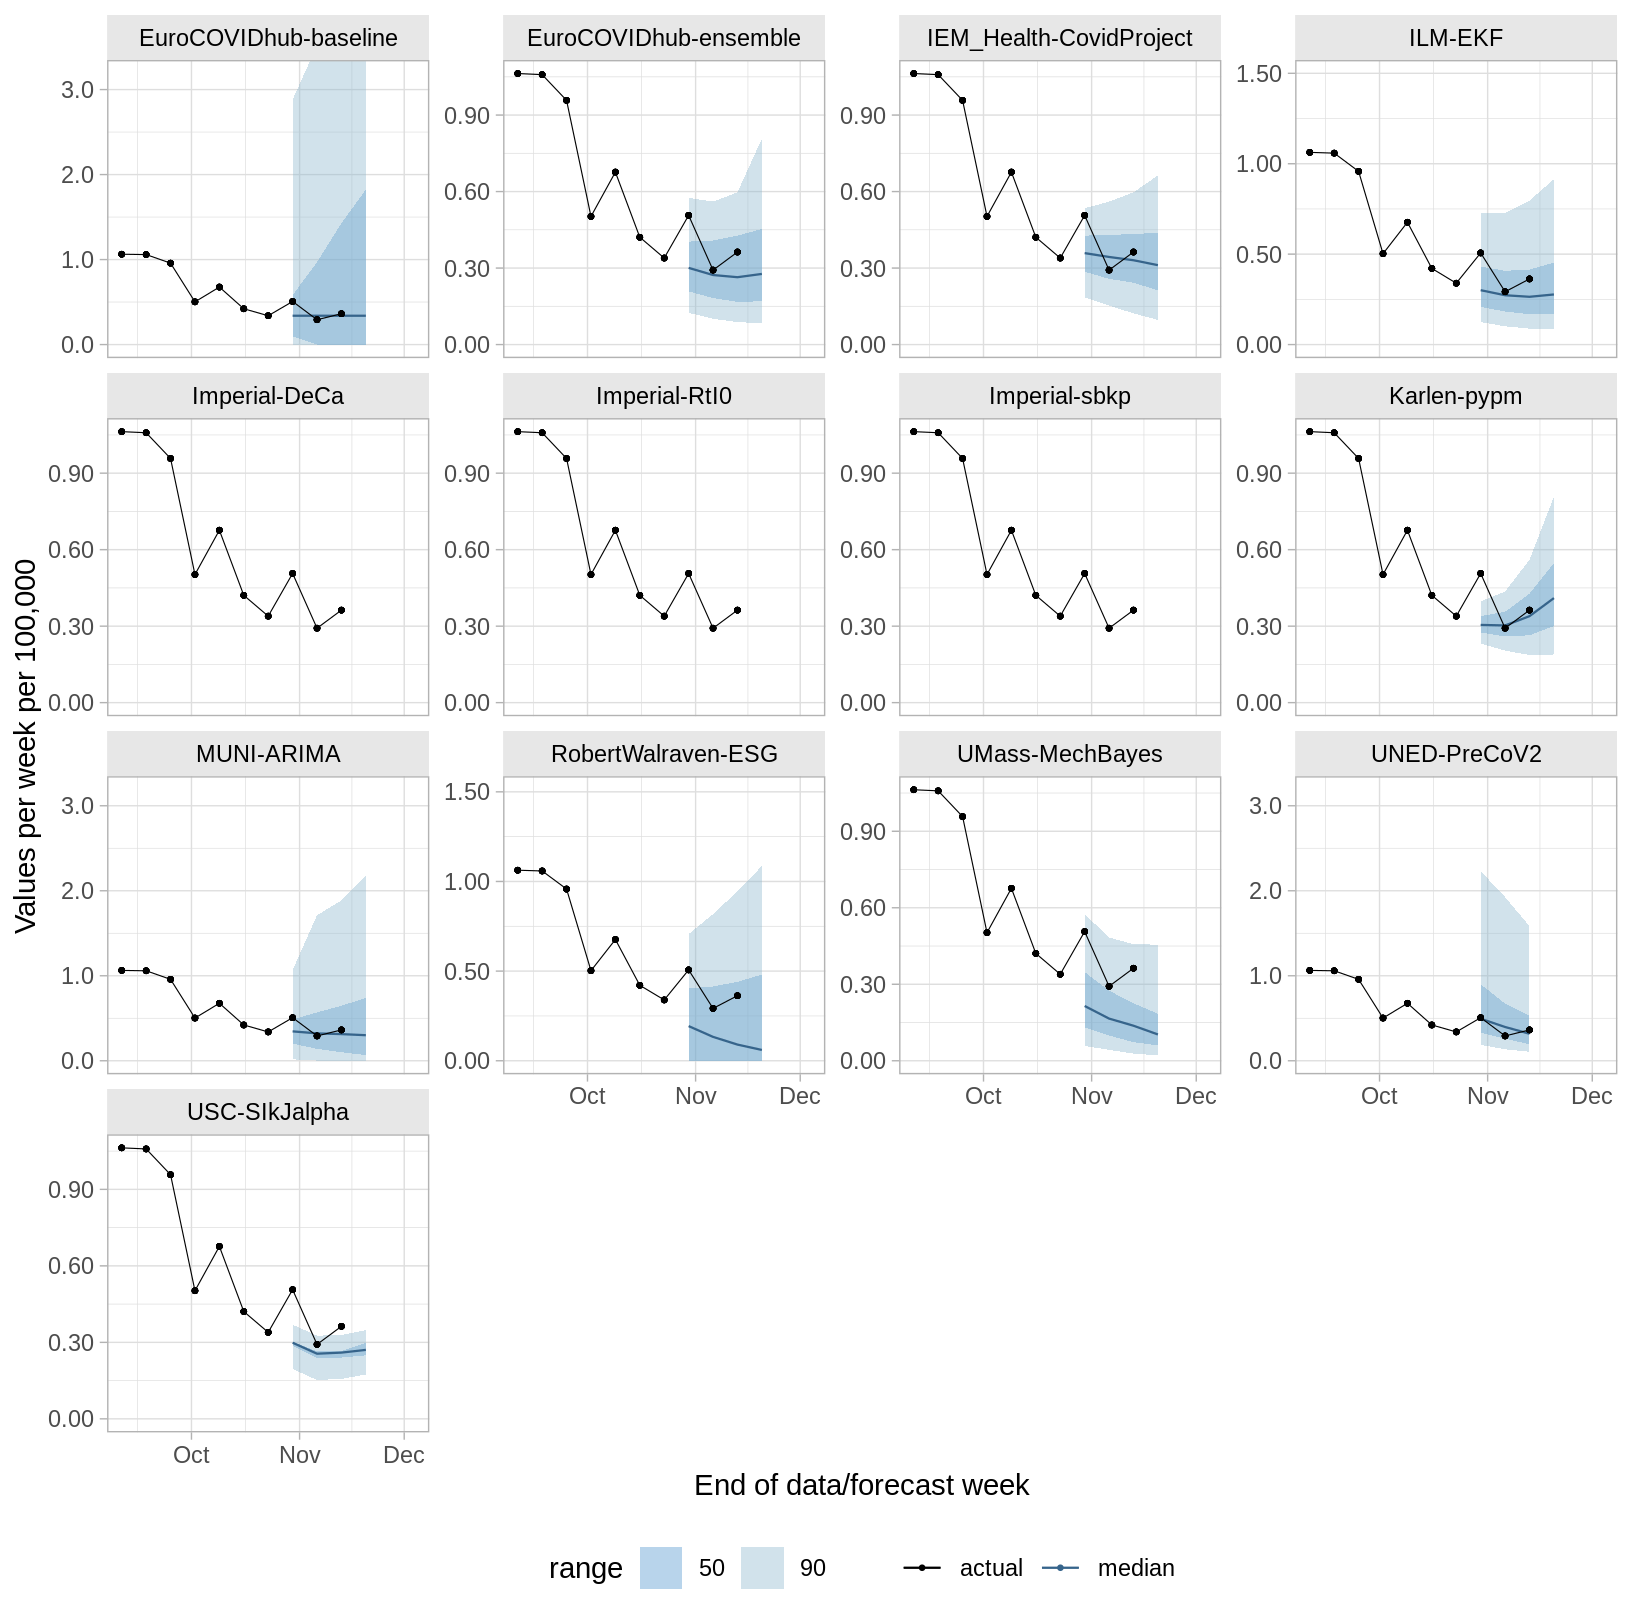 EuroCOVIDhub-baseline EuroCOVIDhub-ensemble IEM_Health-CovidProject ILM-EKF
3.0 0.90 0.90 1.50
2.0 0.60 0.60 1.00
1.0 0.30 0.30 0.50
0.0 0.00 0.00 0.00
Imperial-DeCa Imperial-RtI0 Imperial-sbkp Karlen-pypm
0.90 0.90 0.90 0.90
0.60 0.60 0.60 0.60
0.30 0.30 0.30 0.30
0.00 0.00 0.00 0.00
Values per week per 100,000
MUNI-ARIMA RobertWalraven-ESG UMass-MechBayes UNED-PreCoV2
3.0 1.50 0.90 3.0
2.0 1.00 0.60 2.0
1.0 0.50 0.30 1.0
0.0 0.00 0.00 0.0
Oct Nov Dec Oct Nov Dec Oct Nov Dec
USC-SIkJalpha
0.90
0.60
0.30
0.00
Oct Nov Dec
End of data/forecast week
range 50 90 actual median